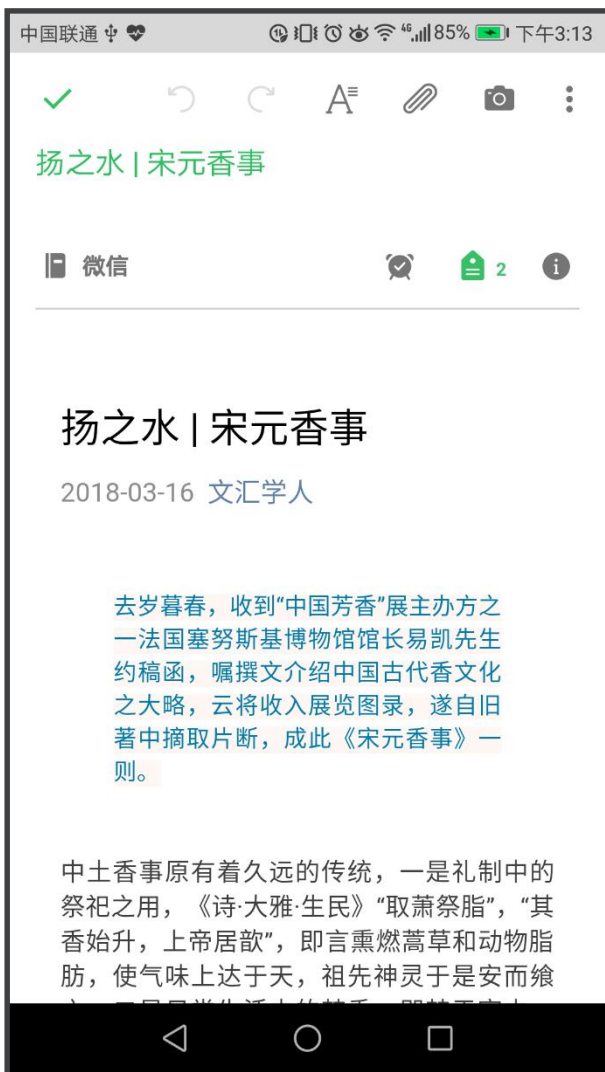 中国联通
46 85% 下午3:13
扬之水 | 宋元香事
微信
2
扬之水 | 宋元香事
2018-03-16 文汇学人
去岁暮春，收到“中国芳香”展主办方之
一法国塞努斯基博物馆馆长易凯先生
约稿函，嘱撰文介绍中国古代香文化
之大略，云将收入展览图录，遂自旧
著中摘取片断，成此《宋元香事》一
则。
中土香事原有着久远的传统，一是礼制中的
祭祀之用，《诗·大雅·生民》“取萧祭脂”，“其
香始升，上帝居歆”，即言熏燃蒿草和动物脂
肪，使气味上达于天，祖先神灵于是安而飨